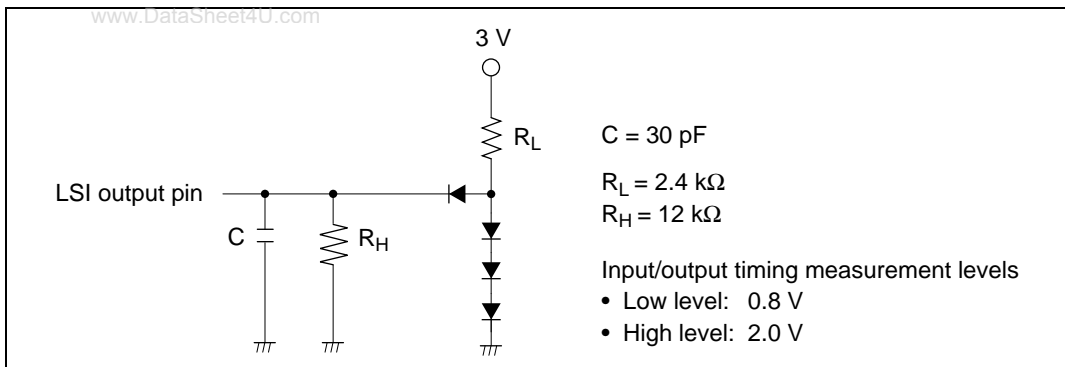 www.DataSheet4U.com
3 V
R_L
C = 30 pF
R_L = 2.4 kΩ
R_H = 12 kΩ
LSI output pin
C
R_H
Input/output timing measurement levels
• Low level: 0.8 V
• High level: 2.0 V